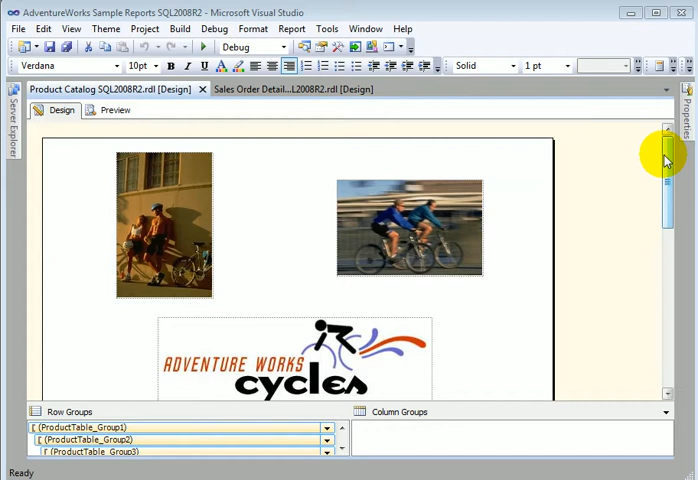 AdventureWorks Sample Reports SQL2008R2 - Microsoft Visual Studio
File Edit View Theme Project Build Debug Format Report Tools Window Help
Debug
Verdana 10pt B I U A Solid 1 pt
Product Catalog SQL2008R2.rdl [Design] Sales Order Detail...L2008R2.rdl [Design]
Design Preview
Server Explorer
Properties
ADVENTURE WORKS
cycles
Row Groups Column Groups
[ (ProductTable_Group1)
[ (ProductTable_Group2)
[ (ProductTable_Group3)
Ready